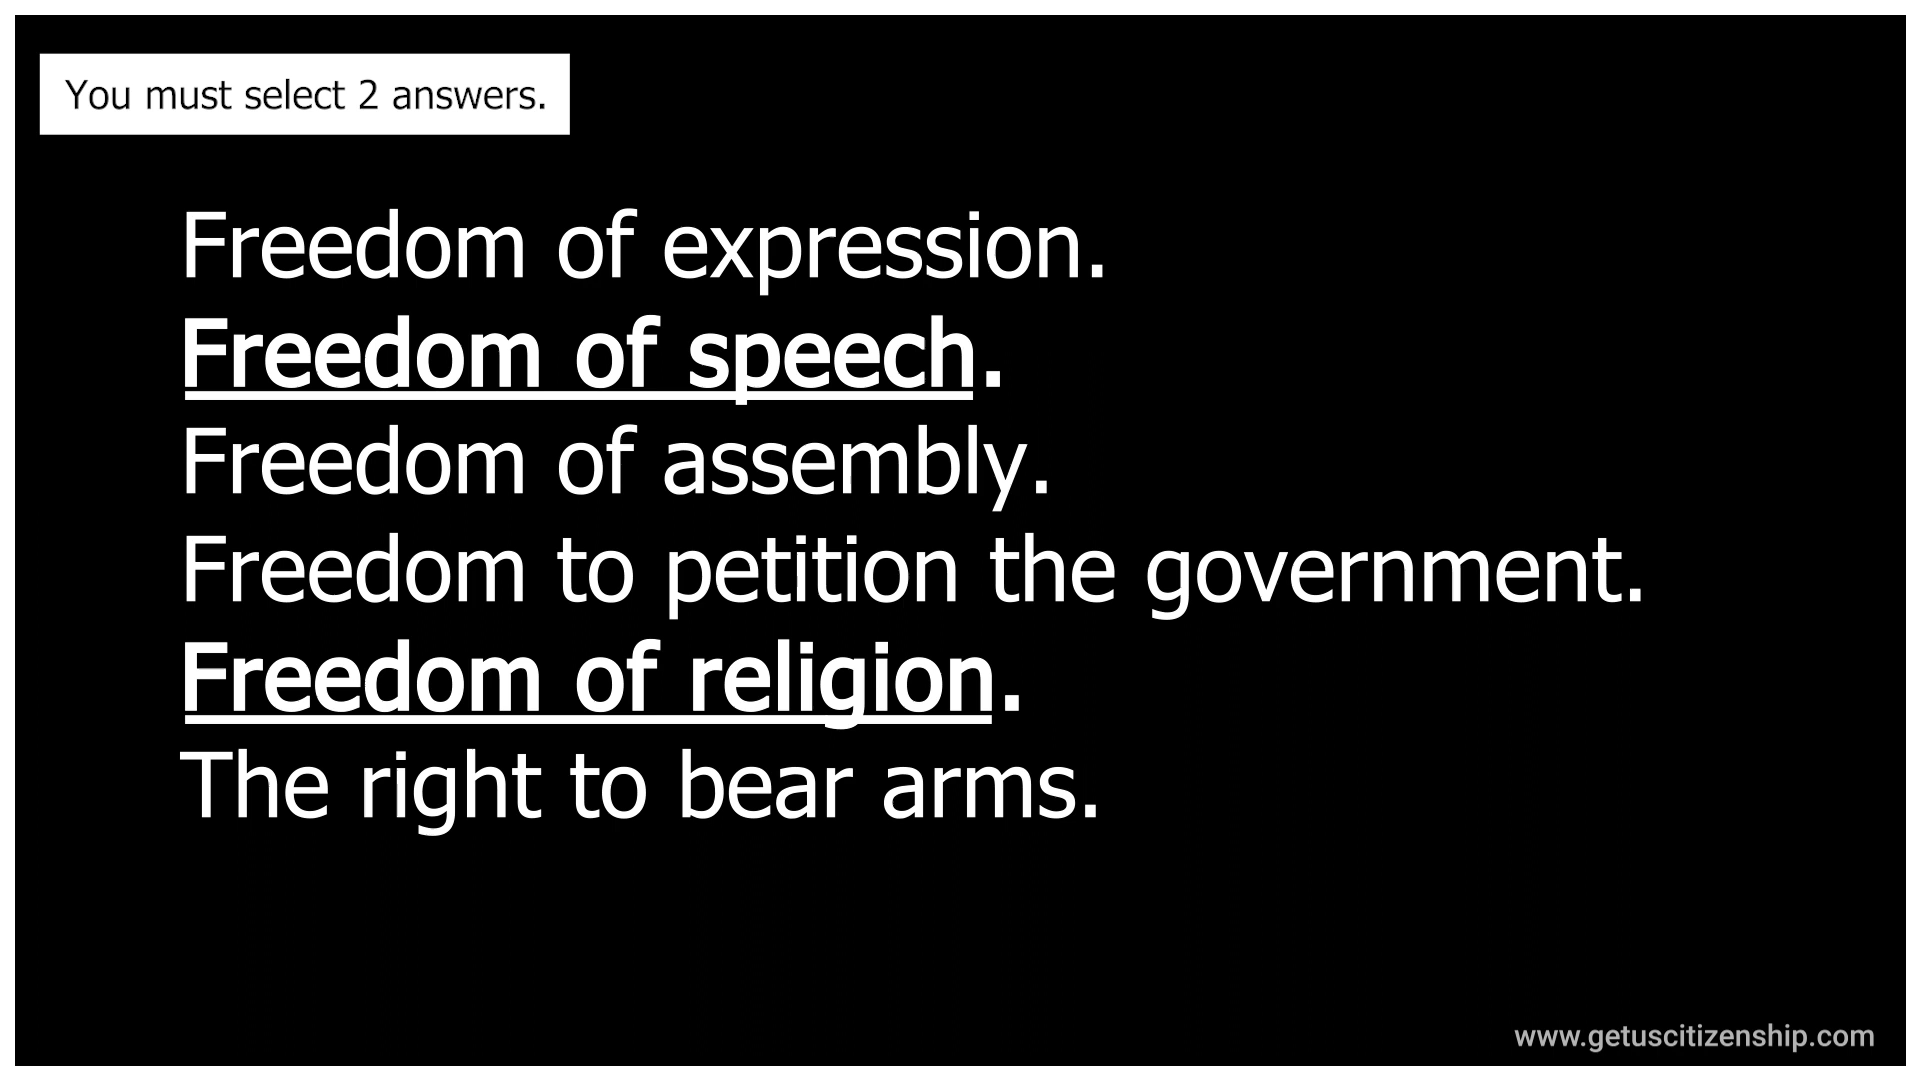 You must select 2 answers.
Freedom of expression.
Freedom of speech.
Freedom of assembly.
Freedom to petition the government.
Freedom of religion.
The right to bear arms.
www.getuscitizenship.com